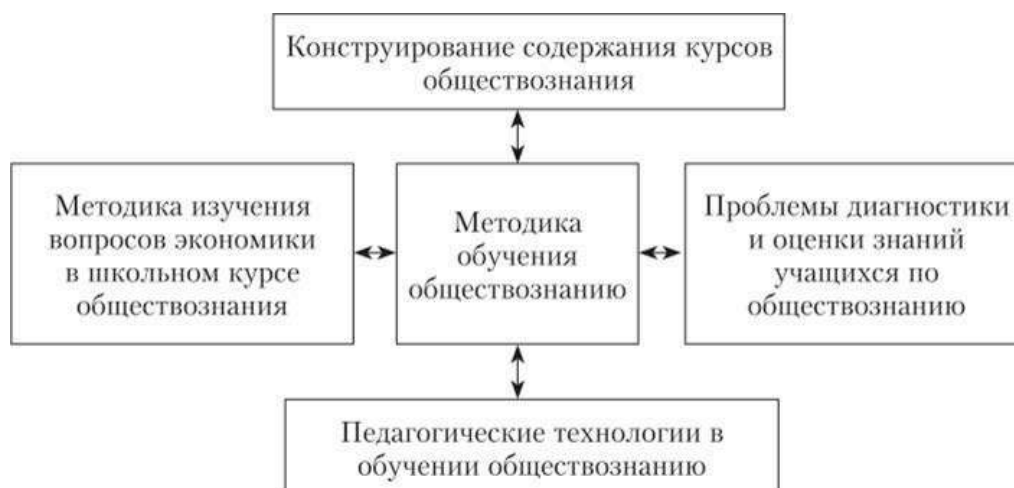 Конструирование содержания курсов
обществознания
Методика изучения
вопросов экономики
в школьном курсе
обществознания
Методика
обучения
обществознанию
Проблемы диагностики
и оценки знаний
учащихся по
обществознанию
Педагогические технологии в
обучении обществознанию